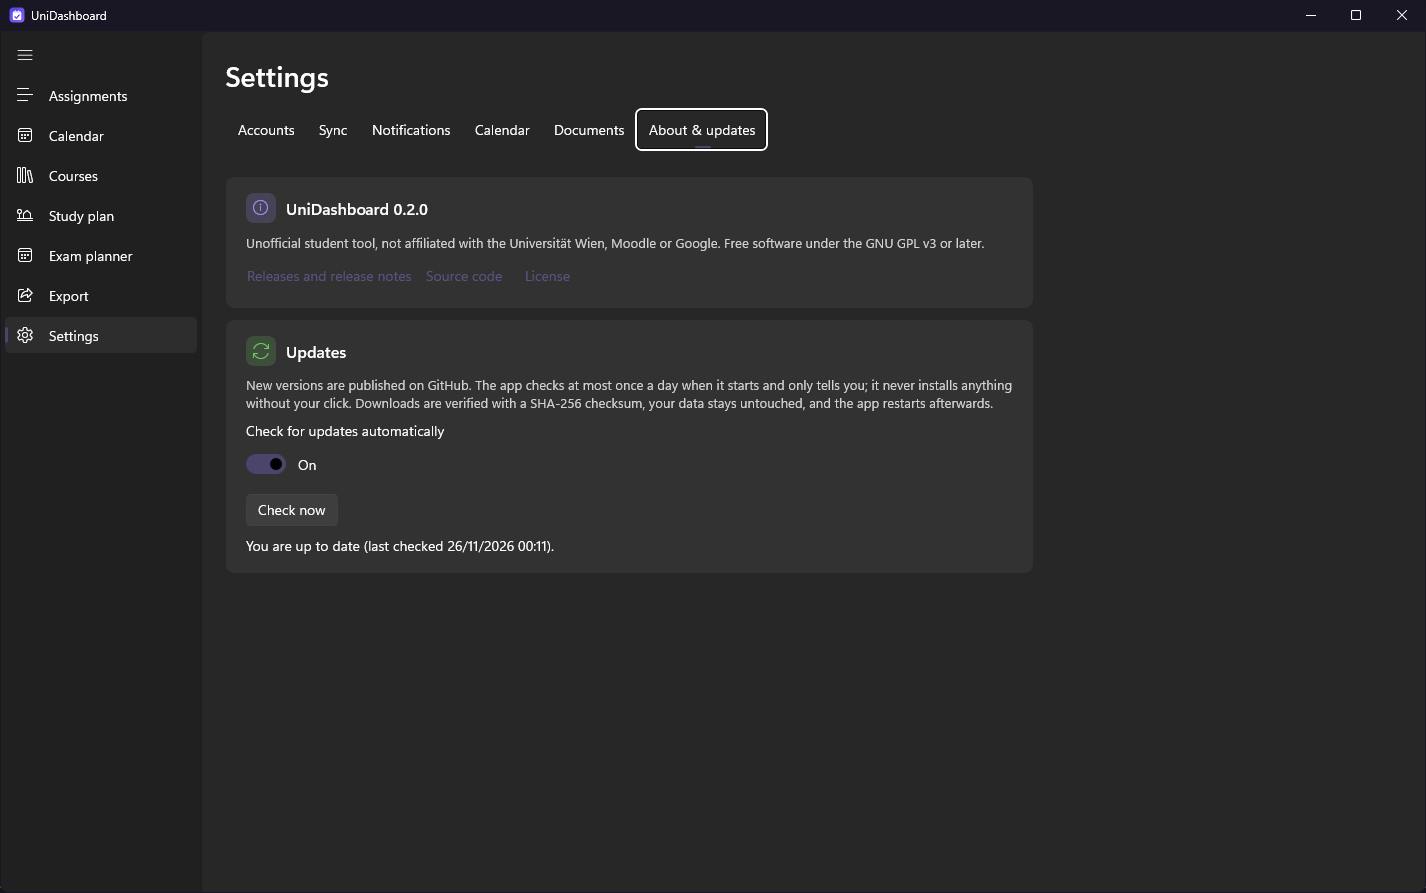 UniDashboard
Assignments
Calendar
Courses
Study plan
Exam planner
Export
Settings
Settings
Accounts
Sync
Notifications
Calendar
Documents
About & updates
UniDashboard 0.2.0
Unofficial student tool, not affiliated with the Universität Wien, Moodle or Google. Free software under the GNU GPL v3 or later.
Releases and release notes
Source code
License
Updates
New versions are published on GitHub. The app checks at most once a day when it starts and only tells you; it never installs anything
without your click. Downloads are verified with a SHA-256 checksum, your data stays untouched, and the app restarts afterwards.
Check for updates automatically
On
Check now
You are up to date (last checked 26/11/2026 00:11).